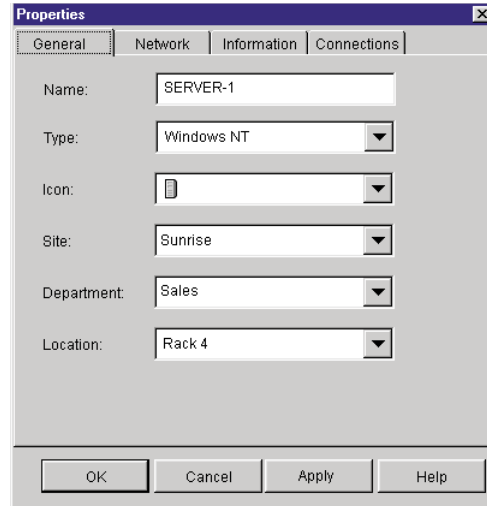 Properties
General Network Information Connections
Name: SERVER-1
Type: Windows NT
Icon:
Site: Sunrise
Department: Sales
Location: Rack 4
OK Cancel Apply Help